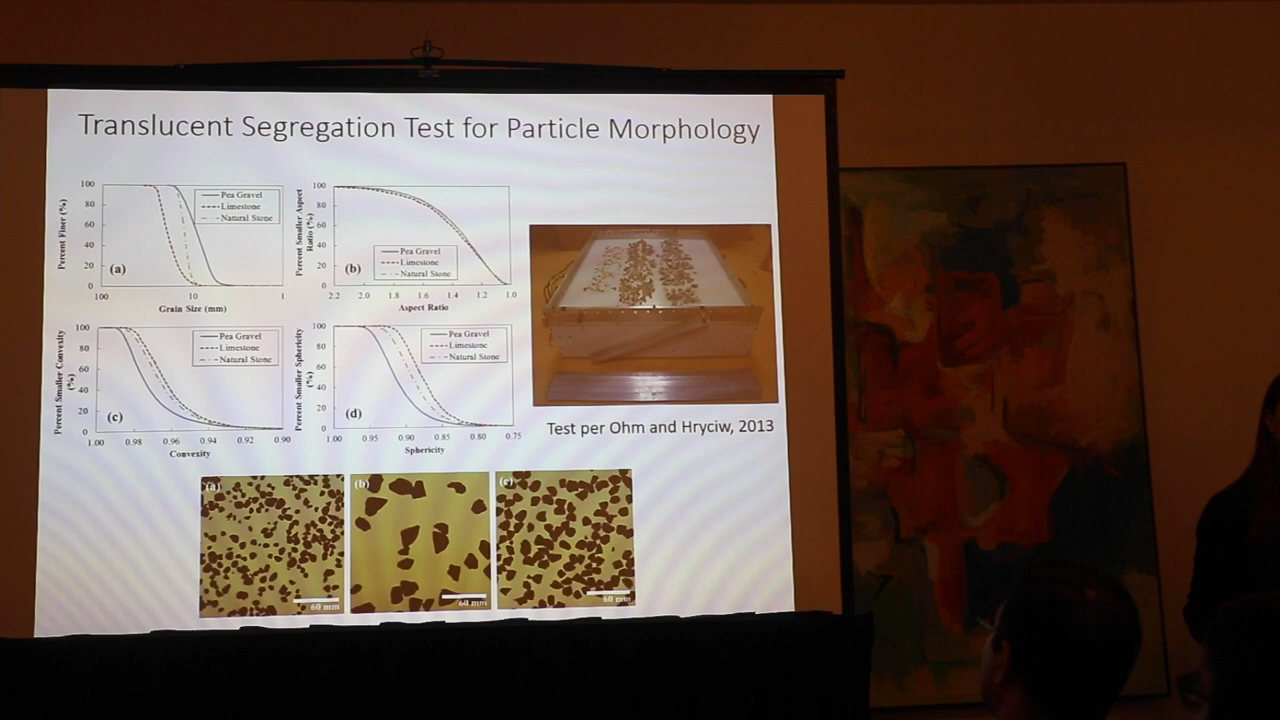 Translucent Segregation Test for Particle Morphology
Percent Finer (%)
100
80
60
40
20
0
Pea Gravel
Limestone
Natural Stone
(a)
100
10
1
Grain Size (mm)
Percent Smaller Aspect
Ratio (%)
100
80
60
40
20
0
Pea Gravel
Limestone
Natural Stone
(b)
2.2
2.0
1.8
1.6
1.4
1.2
1.0
Aspect Ratio
Percent Smaller Convexity
(%)
100
80
60
40
20
0
Pea Gravel
Limestone
Natural Stone
(c)
1.00
0.98
0.96
0.94
0.92
0.90
Convexity
Percent Smaller Sphericity
(%)
100
80
60
40
20
0
Pea Gravel
Limestone
Natural Stone
(d)
1.00
0.95
0.90
0.85
0.80
0.75
Sphericity
Test per Ohm and Hryciw, 2013
(a)
60 mm
(b)
60 mm
(c)
60 mm